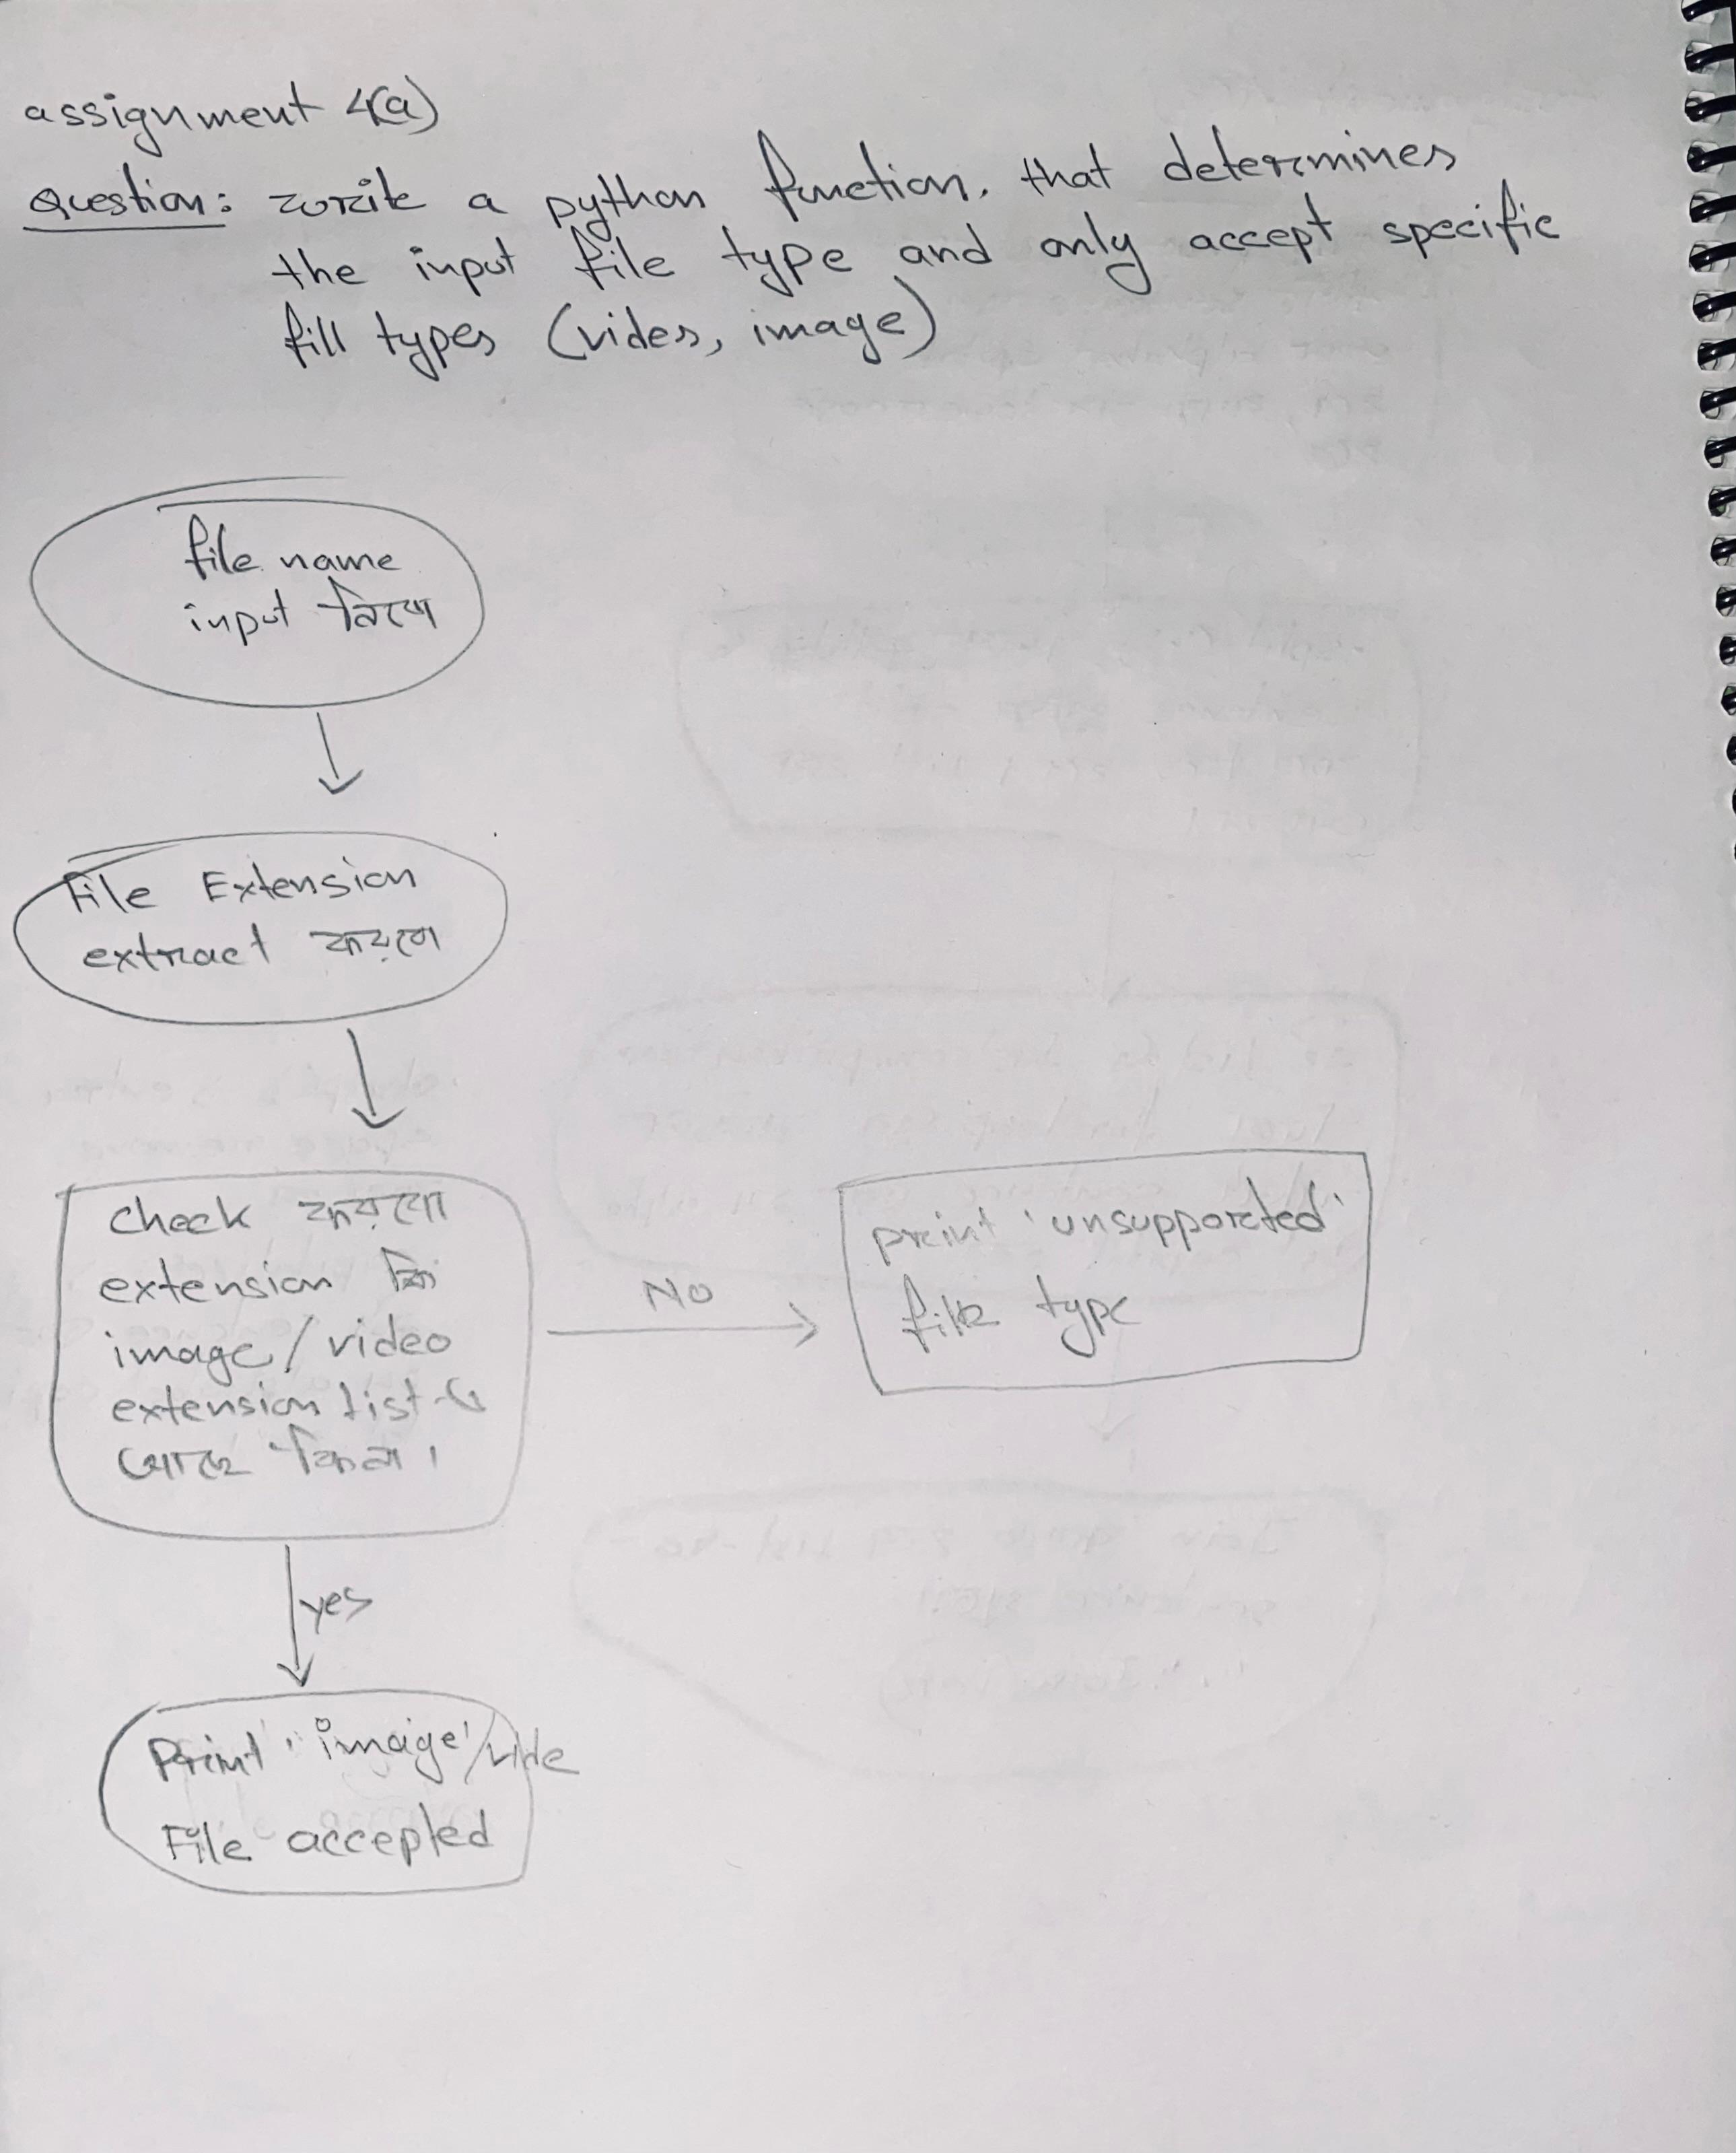 assignment 4(a)
Question: write a python function. that determines
the input file type and only accept specific
fill types (vides, image)
file name
input নিবো
File Extension
extract করবো
check করবো
extension কি
image/video
extension list-এ
আছে কিনা।
No
print 'unsupported'
file type
yes
Print 'image'/vide
File accepted